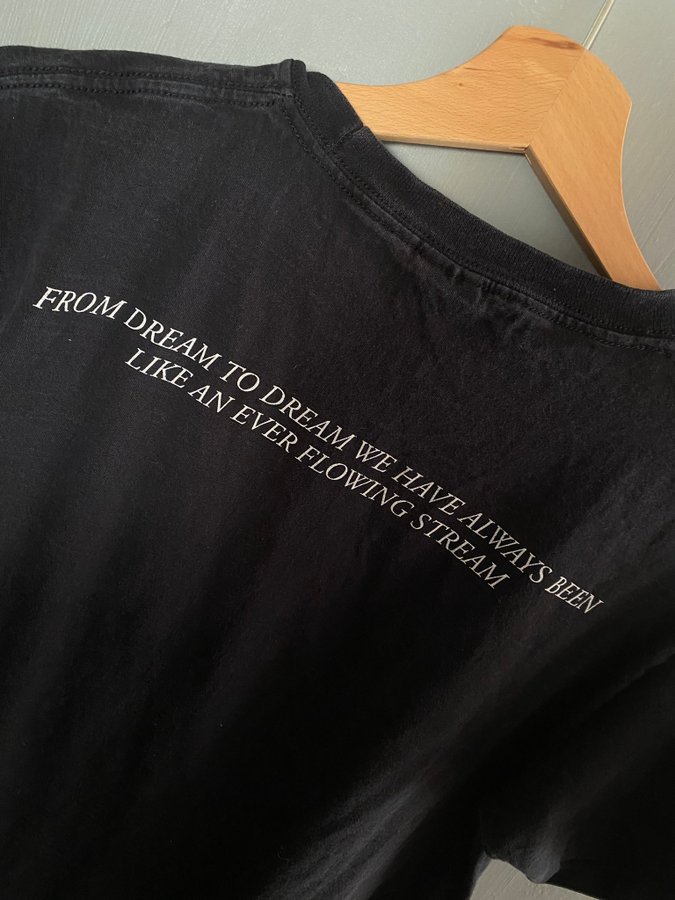 FROM DREAM TO DREAM WE HAVE ALWAYS BEEN
LIKE AN EVER FLOWING STREAM